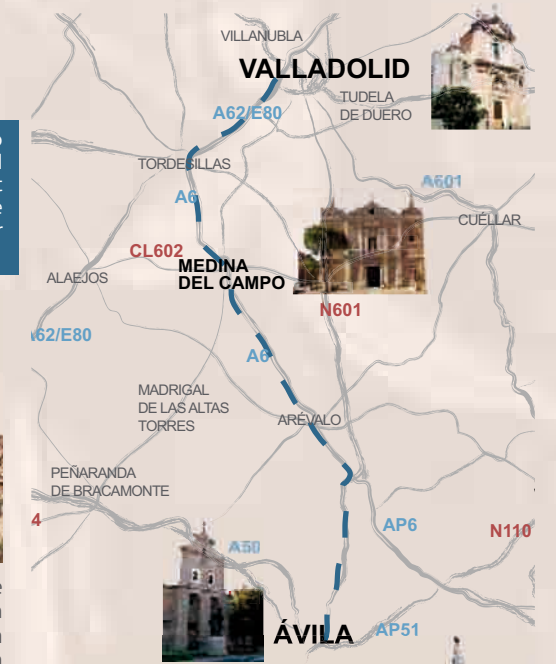 VILLANUBLA
VALLADOLID
TUDELA
DE DUERO
A62/E80
TORDESILLAS
A6
A601
CUÉLLAR
CL602
MEDINA
DEL CAMPO
ALAEJOS
N601
A62/E80
A6
MADRIGAL
DE LAS ALTAS
TORRES
ARÉVALO
PEÑARANDA
DE BRACAMONTE
4
AP6
N110
A50
ÁVILA
AP51